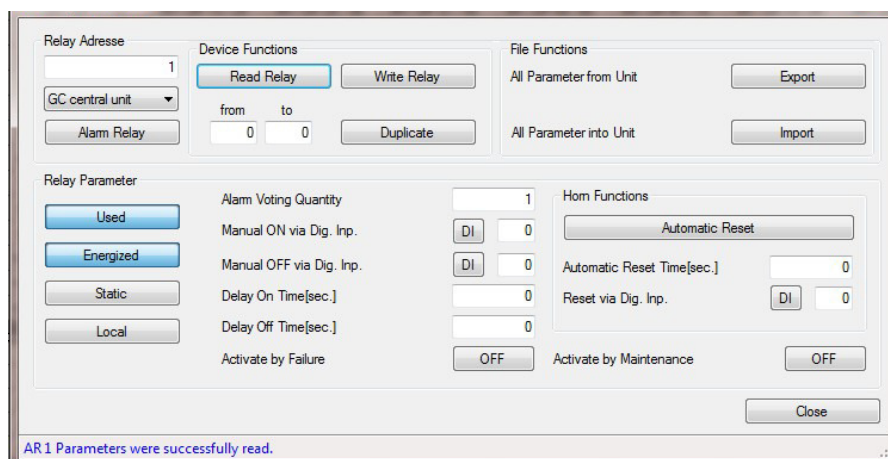 Relay Adresse
1
GC central unit
Alarm Relay
Device Functions
Read Relay
Write Relay
from to
0 0
Duplicate
File Functions
All Parameter from Unit
Export
All Parameter into Unit
Import
Relay Parameter
Used
Energized
Static
Local
Alarm Voting Quantity 1
Manual ON via Dig. Inp. DI 0
Manual OFF via Dig. Inp. DI 0
Delay On Time[sec.] 0
Delay Off Time[sec.] 0
Activate by Failure OFF
Horn Functions
Automatic Reset
Automatic Reset Time[sec.] 0
Reset via Dig. Inp. DI 0
Activate by Maintenance OFF
Close
AR1 Parameters were successfully read.